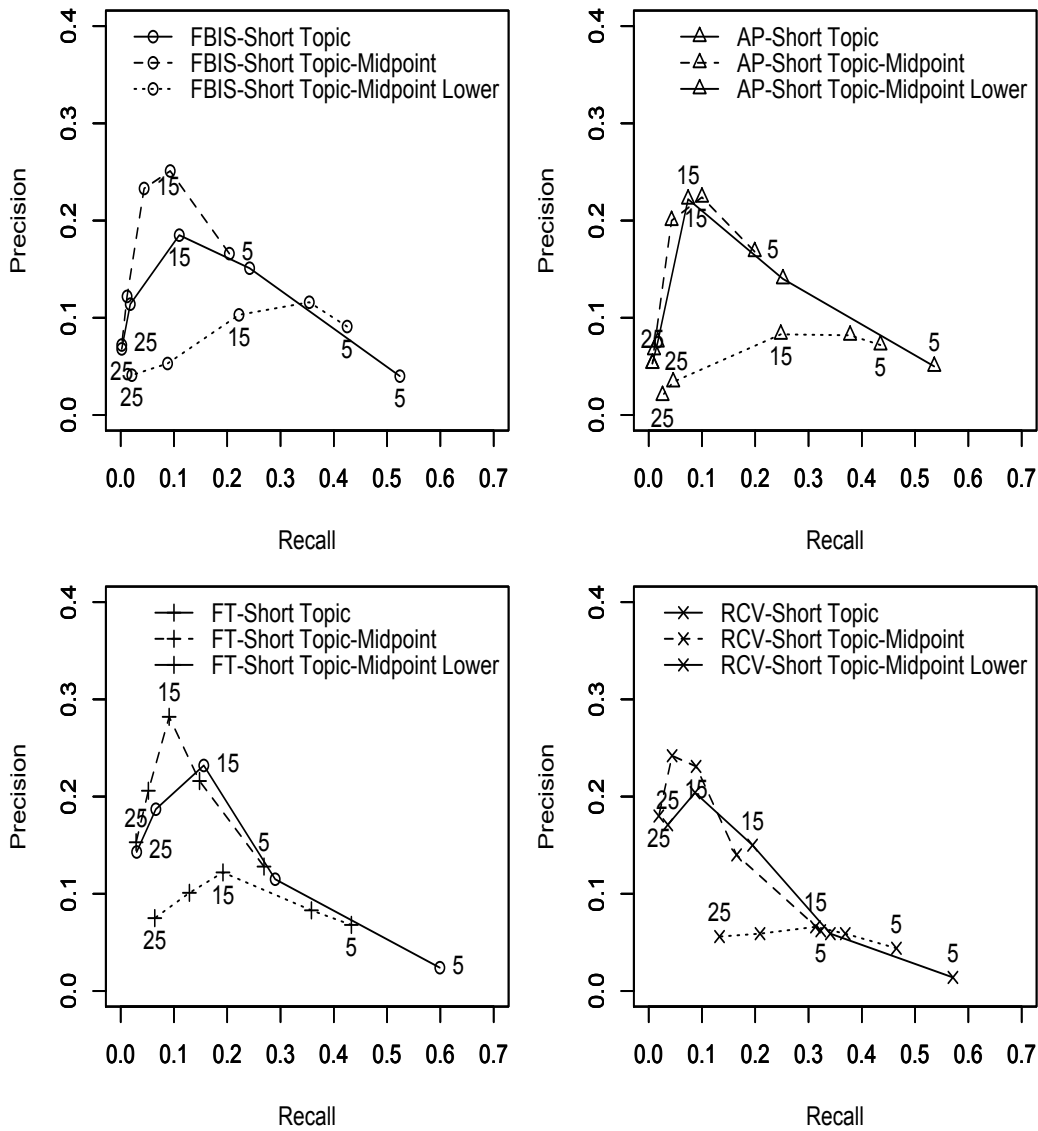 FBIS-Short Topic
FBIS-Short Topic-Midpoint
FBIS-Short Topic-Midpoint Lower
0.4
0.3
0.2
0.1
0.0
Precision
15
5
15
15
25
25
25
5
5
0.0 0.1 0.2 0.3 0.4 0.5 0.6 0.7
Recall
AP-Short Topic
AP-Short Topic-Midpoint
AP-Short Topic-Midpoint Lower
0.4
0.3
0.2
0.1
0.0
Precision
15
15
5
25
25
15
5
5
25
0.0 0.1 0.2 0.3 0.4 0.5 0.6 0.7
Recall
FT-Short Topic
FT-Short Topic-Midpoint
FT-Short Topic-Midpoint Lower
0.4
0.3
0.2
0.1
0.0
Precision
15
15
25
25
5
15
25
5
5
0.0 0.1 0.2 0.3 0.4 0.5 0.6 0.7
Recall
RCV-Short Topic
RCV-Short Topic-Midpoint
RCV-Short Topic-Midpoint Lower
0.4
0.3
0.2
0.1
0.0
Precision
25
15
25
15
15
25
5
5
5
0.0 0.1 0.2 0.3 0.4 0.5 0.6 0.7
Recall